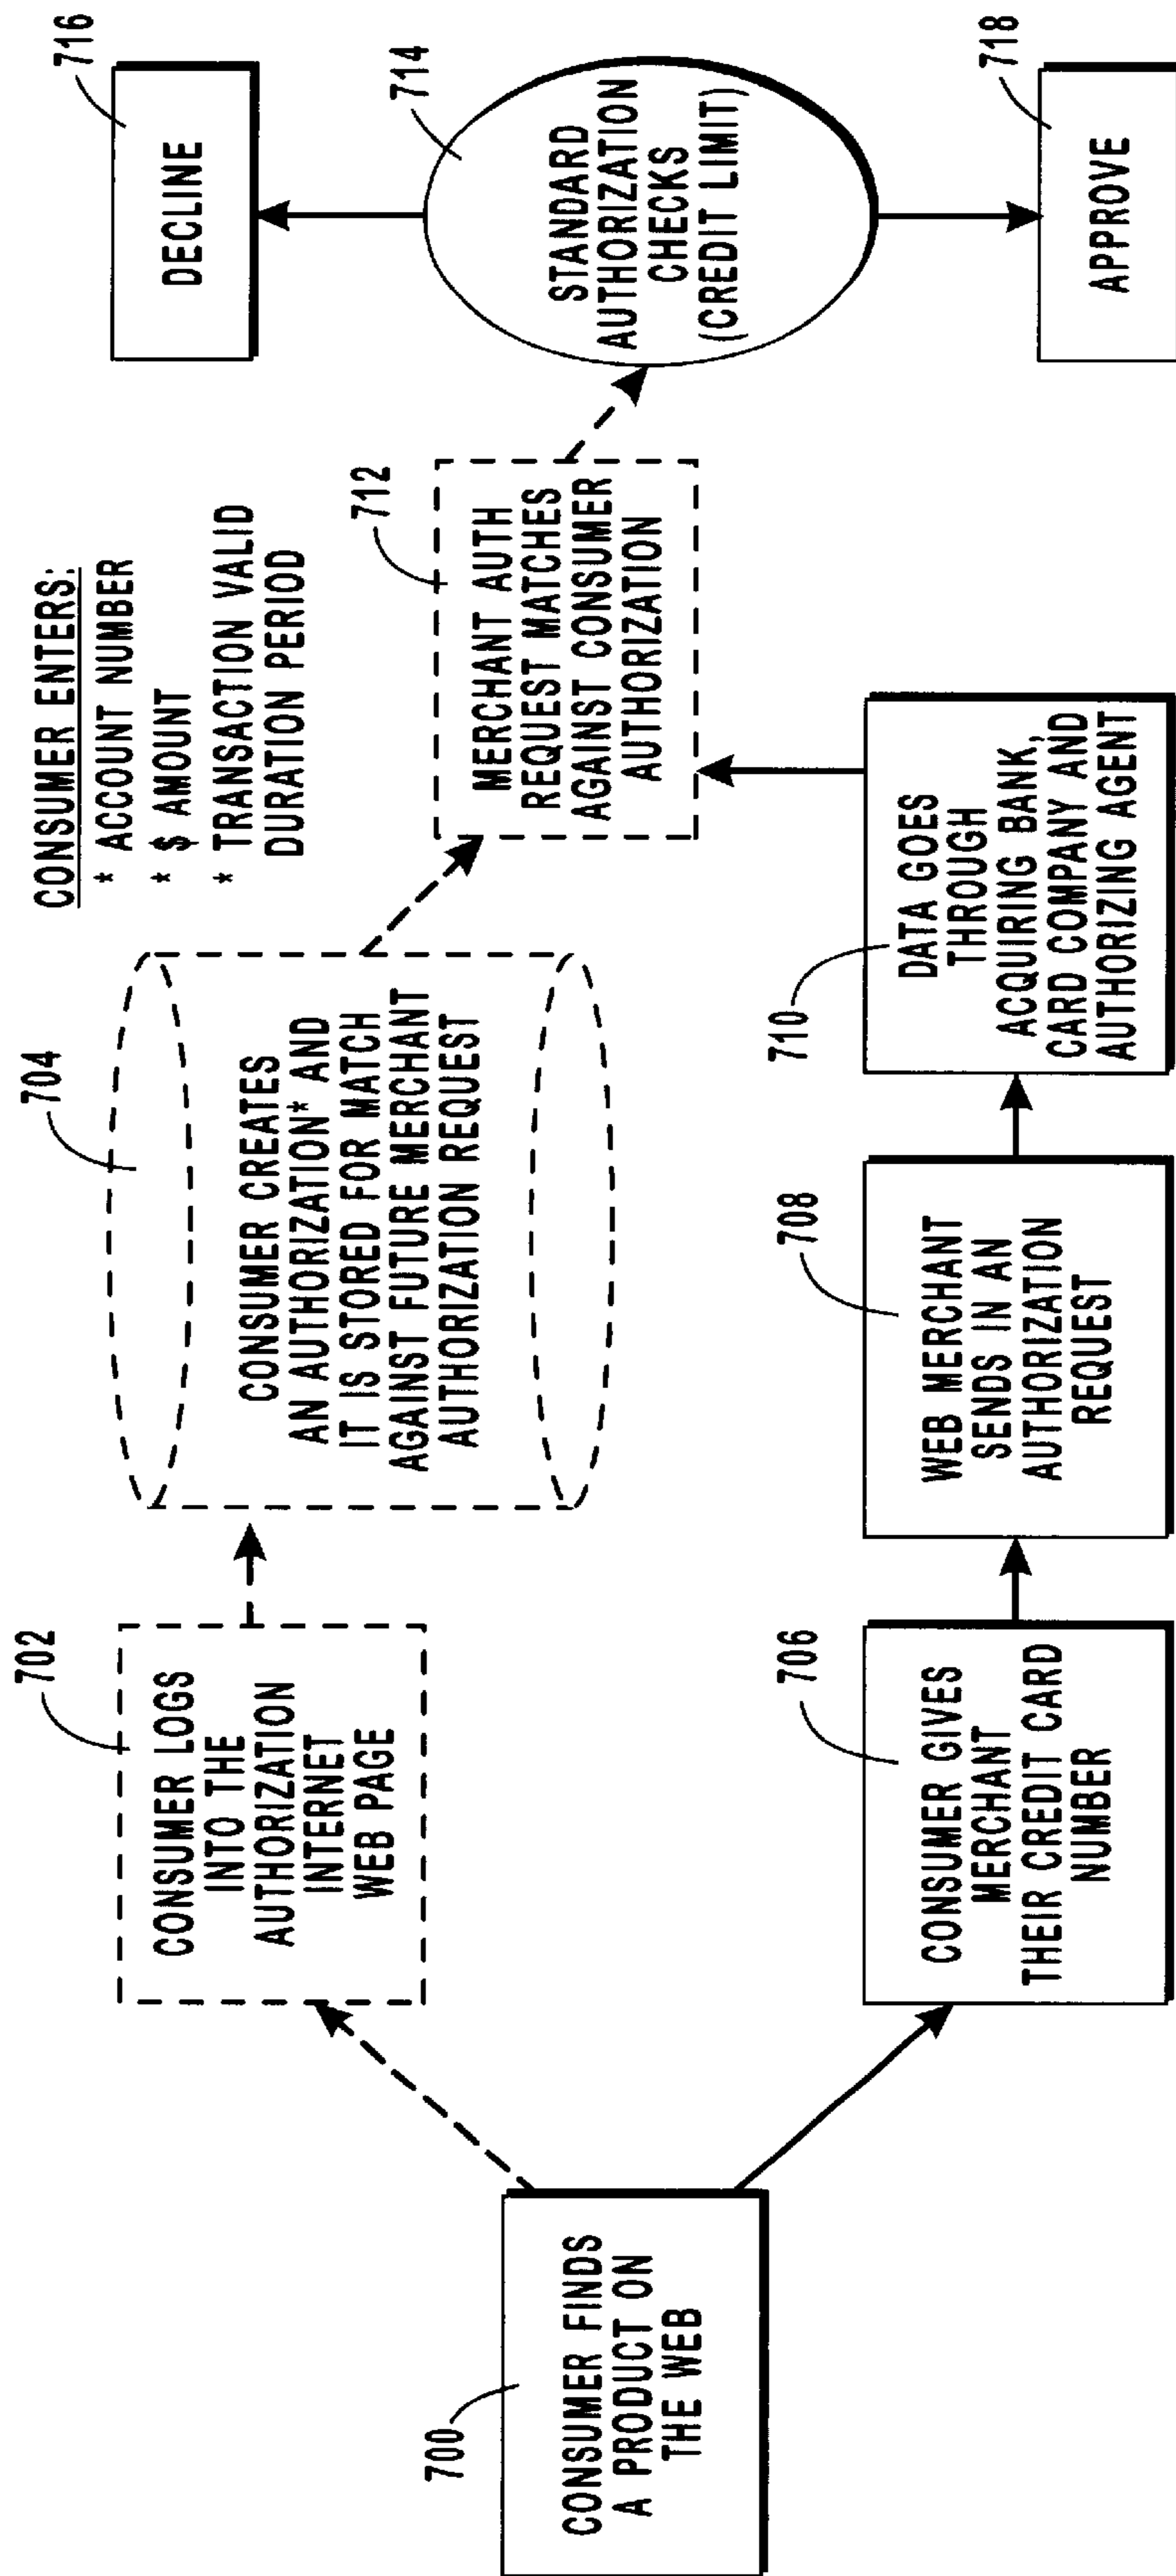 700
CONSUMER FINDS
A PRODUCT ON
THE WEB
702
CONSUMER LOGS
INTO THE
AUTHORIZATION
INTERNET
WEB PAGE
704
CONSUMER CREATES
AN AUTHORIZATION* AND
IT IS STORED FOR MATCH
AGAINST FUTURE MERCHANT
AUTHORIZATION REQUEST
CONSUMER ENTERS:
* ACCOUNT NUMBER
* $ AMOUNT
* TRANSACTION VALID
DURATION PERIOD
706
CONSUMER GIVES
MERCHANT
THEIR CREDIT CARD
NUMBER
708
WEB MERCHANT
SENDS IN AN
AUTHORIZATION
REQUEST
710
DATA GOES
THROUGH
ACQUIRING BANK,
CARD COMPANY AND
AUTHORIZING AGENT
712
MERCHANT AUTH
REQUEST MATCHES
AGAINST CONSUMER
AUTHORIZATION
714
STANDARD
AUTHORIZATION
CHECKS
(CREDIT LIMIT)
716
DECLINE
718
APPROVE